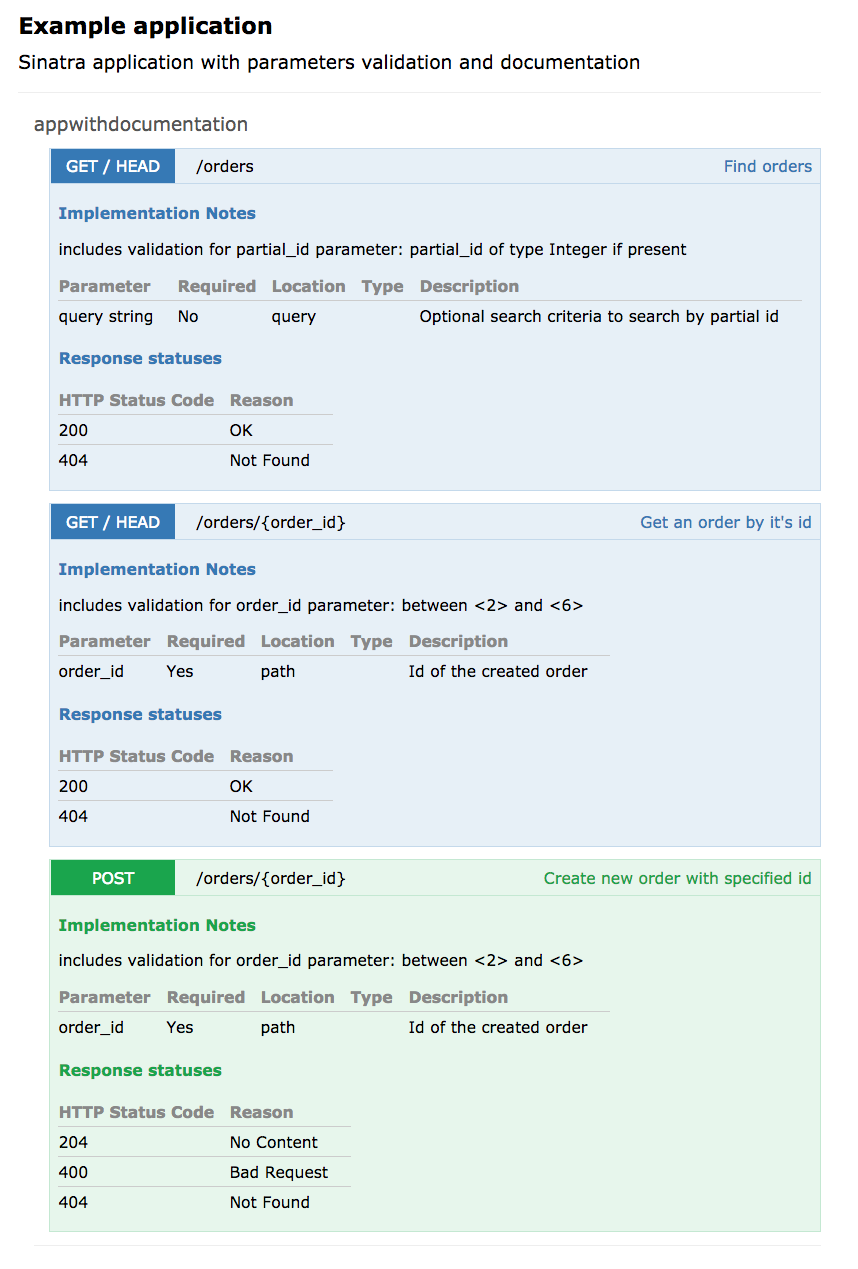 Example application
Sinatra application with parameters validation and documentation
appwithdocumentation
GET / HEAD /orders Find orders
Implementation Notes
includes validation for partial_id parameter: partial_id of type Integer if present
Parameter Required Location Type Description
query string No query Optional search criteria to search by partial id
Response statuses
HTTP Status Code Reason
200 OK
404 Not Found
GET / HEAD /orders/{order_id} Get an order by it's id
Implementation Notes
includes validation for order_id parameter: between <2> and <6>
Parameter Required Location Type Description
order_id Yes path Id of the created order
Response statuses
HTTP Status Code Reason
200 OK
404 Not Found
POST /orders/{order_id} Create new order with specified id
Implementation Notes
includes validation for order_id parameter: between <2> and <6>
Parameter Required Location Type Description
order_id Yes path Id of the created order
Response statuses
HTTP Status Code Reason
204 No Content
400 Bad Request
404 Not Found